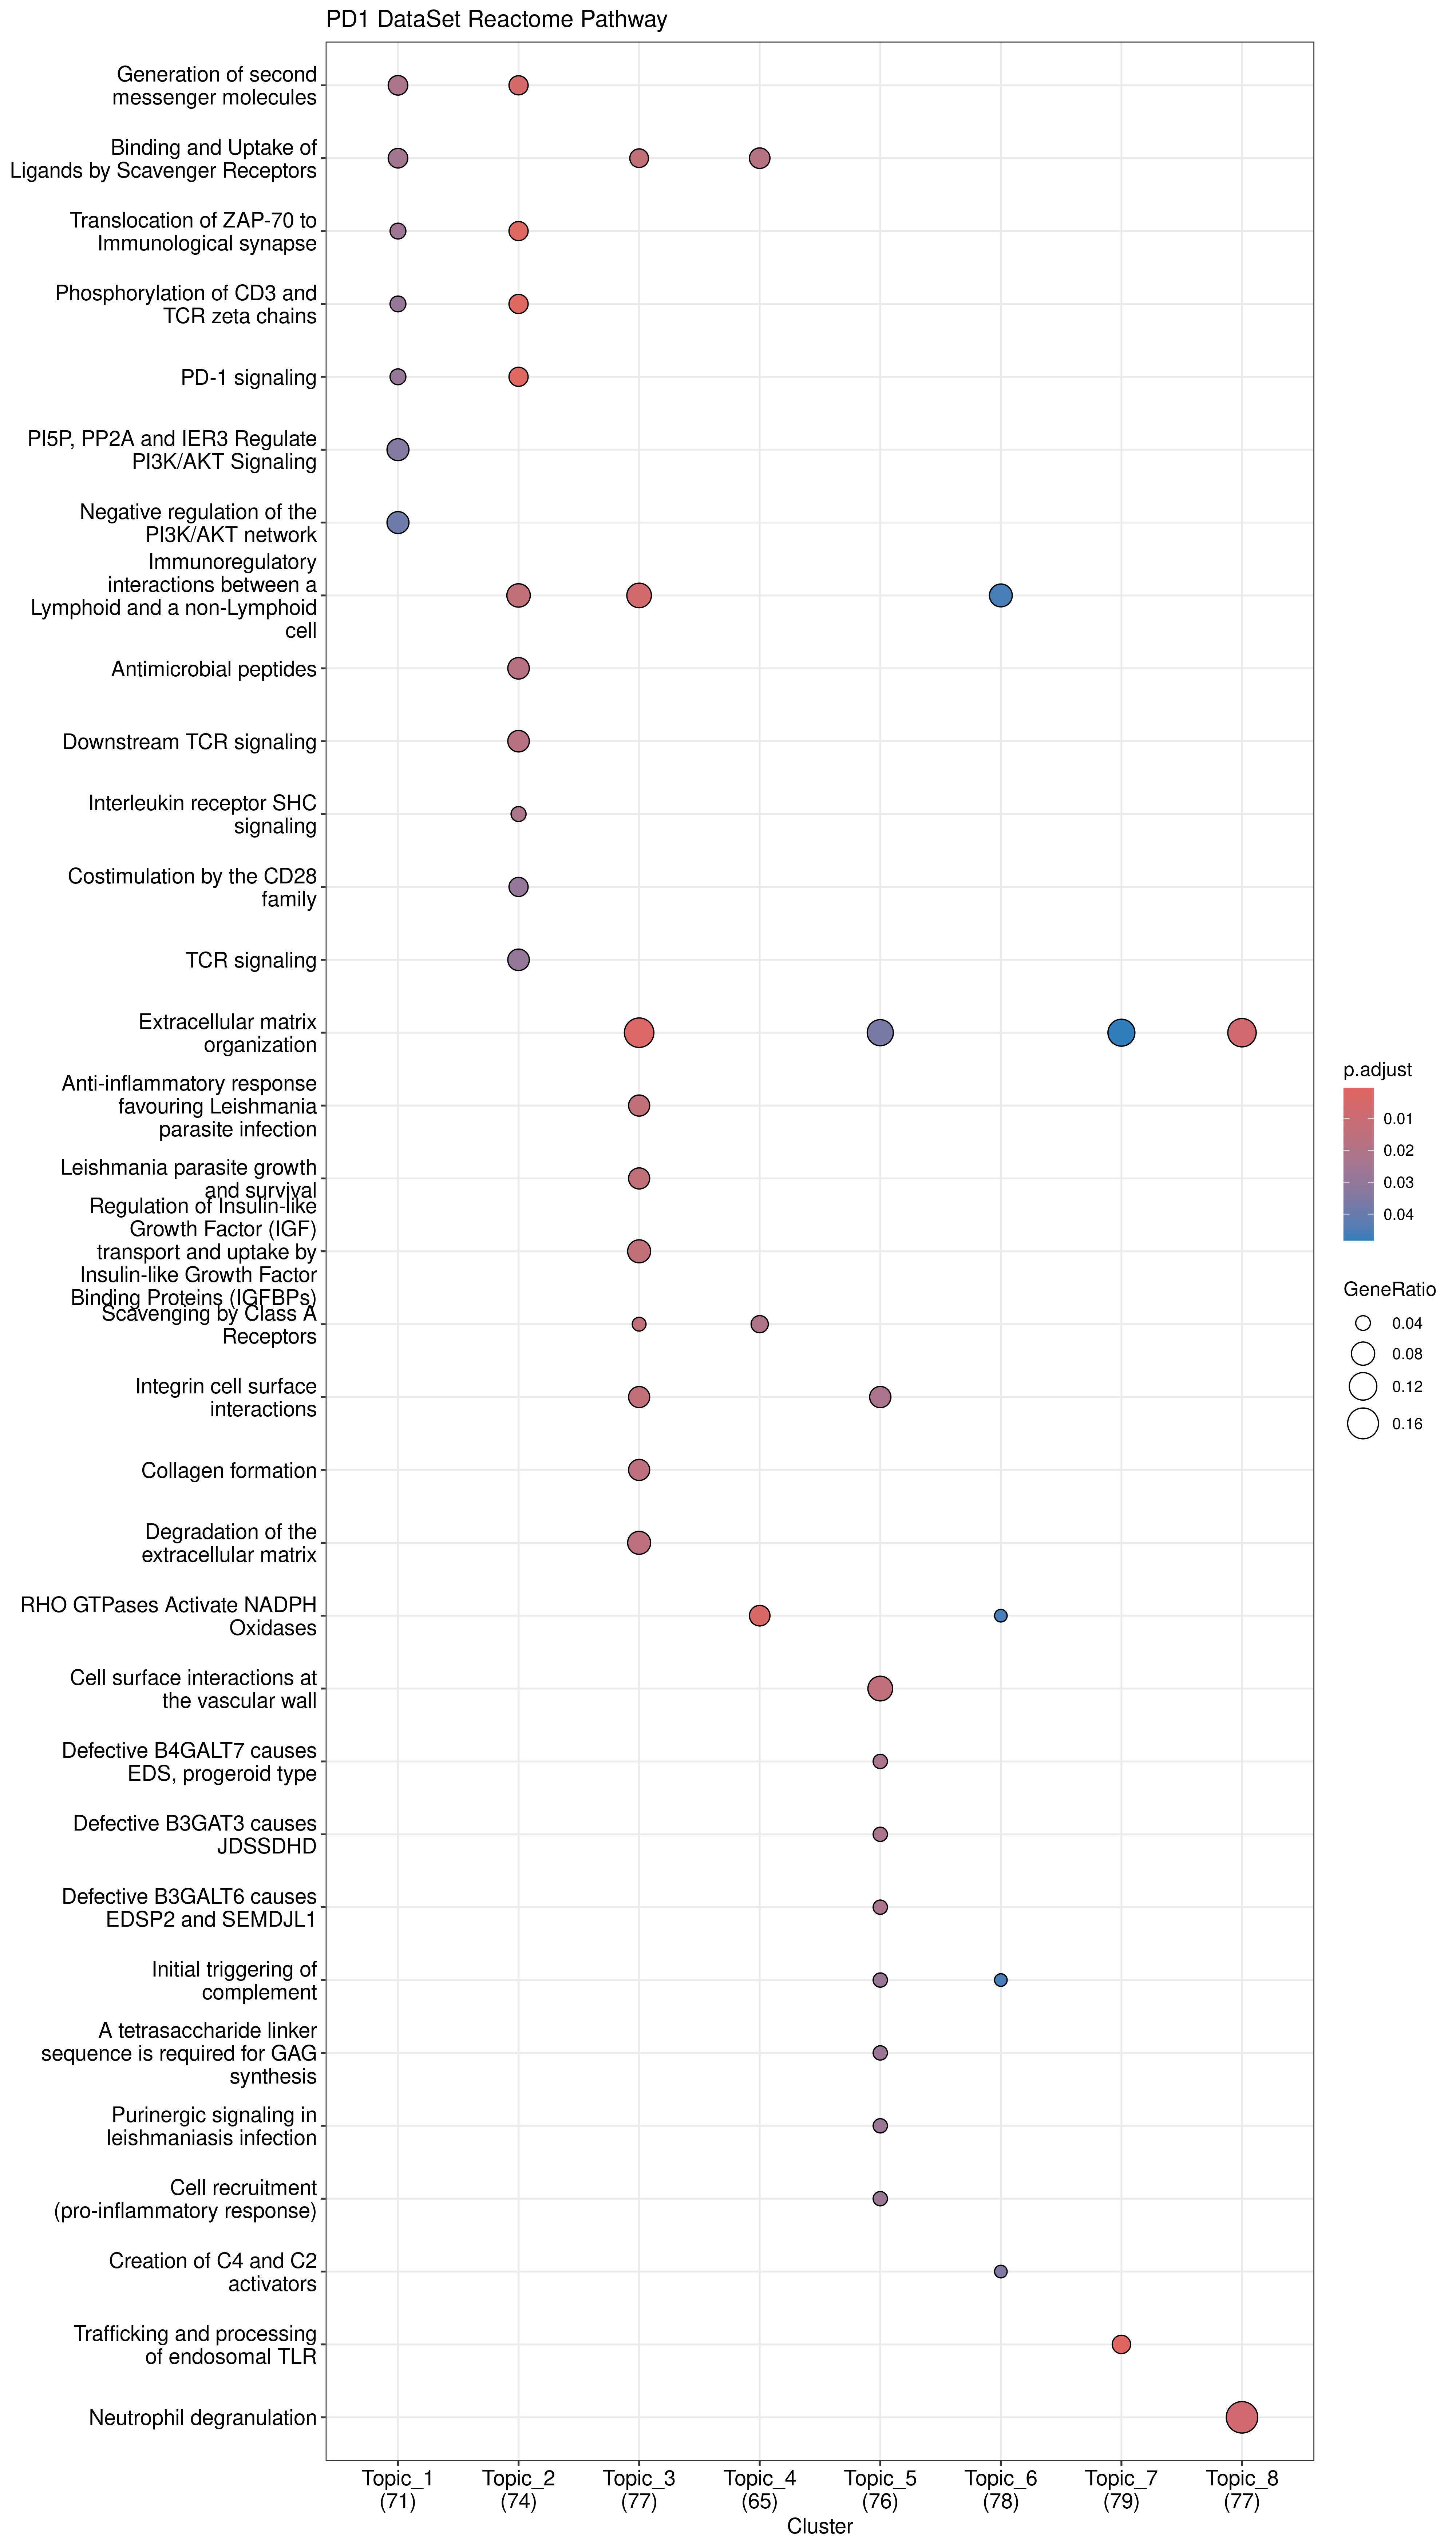 PD1 DataSet Reactome Pathway
Generation of second
messenger molecules
Binding and Uptake of
Ligands by Scavenger Receptors
Translocation of ZAP-70 to
Immunological synapse
Phosphorylation of CD3 and
TCR zeta chains
PD-1 signaling
PI5P, PP2A and IER3 Regulate
PI3K/AKT Signaling
Negative regulation of the
PI3K/AKT network
Immunoregulatory
interactions between a
Lymphoid and a non-Lymphoid
cell
Antimicrobial peptides
Downstream TCR signaling
Interleukin receptor SHC
signaling
Costimulation by the CD28
family
TCR signaling
Extracellular matrix
organization
Anti-inflammatory response
favouring Leishmania
parasite infection
Leishmania parasite growth
and survival
Regulation of Insulin-like
Growth Factor (IGF)
transport and uptake by
Insulin-like Growth Factor
Binding Proteins (IGFBPs)
Scavenging by Class A
Receptors
Integrin cell surface
interactions
Collagen formation
Degradation of the
extracellular matrix
RHO GTPases Activate NADPH
Oxidases
Cell surface interactions at
the vascular wall
Defective B4GALT7 causes
EDS, progeroid type
Defective B3GAT3 causes
JDSSDHD
Defective B3GALT6 causes
EDSP2 and SEMDJL1
Initial triggering of
complement
A tetrasaccharide linker
sequence is required for GAG
synthesis
Purinergic signaling in
leishmaniasis infection
Cell recruitment
(pro-inflammatory response)
Creation of C4 and C2
activators
Trafficking and processing
of endosomal TLR
Neutrophil degranulation
Topic_1 Topic_2 Topic_3 Topic_4 Topic_5 Topic_6 Topic_7 Topic_8
(71) (74) (77) (65) (76) (78) (79) (77)
Cluster
p.adjust
0.01
0.02
0.03
0.04
GeneRatio
0.04
0.08
0.12
0.16